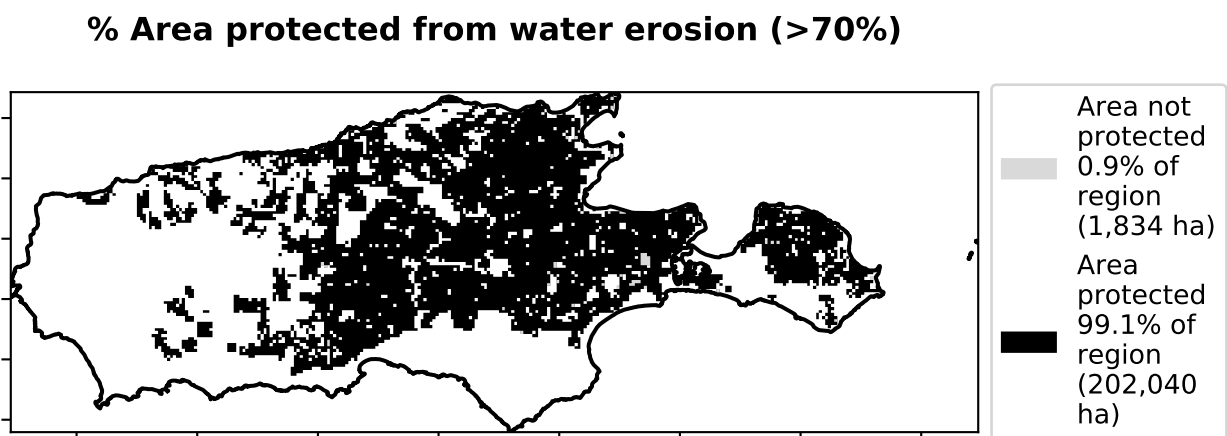 % Area protected from water erosion (>70%)
Area not
protected
0.9% of
region
(1,834 ha)
Area
protected
99.1% of
region
(202,040
ha)